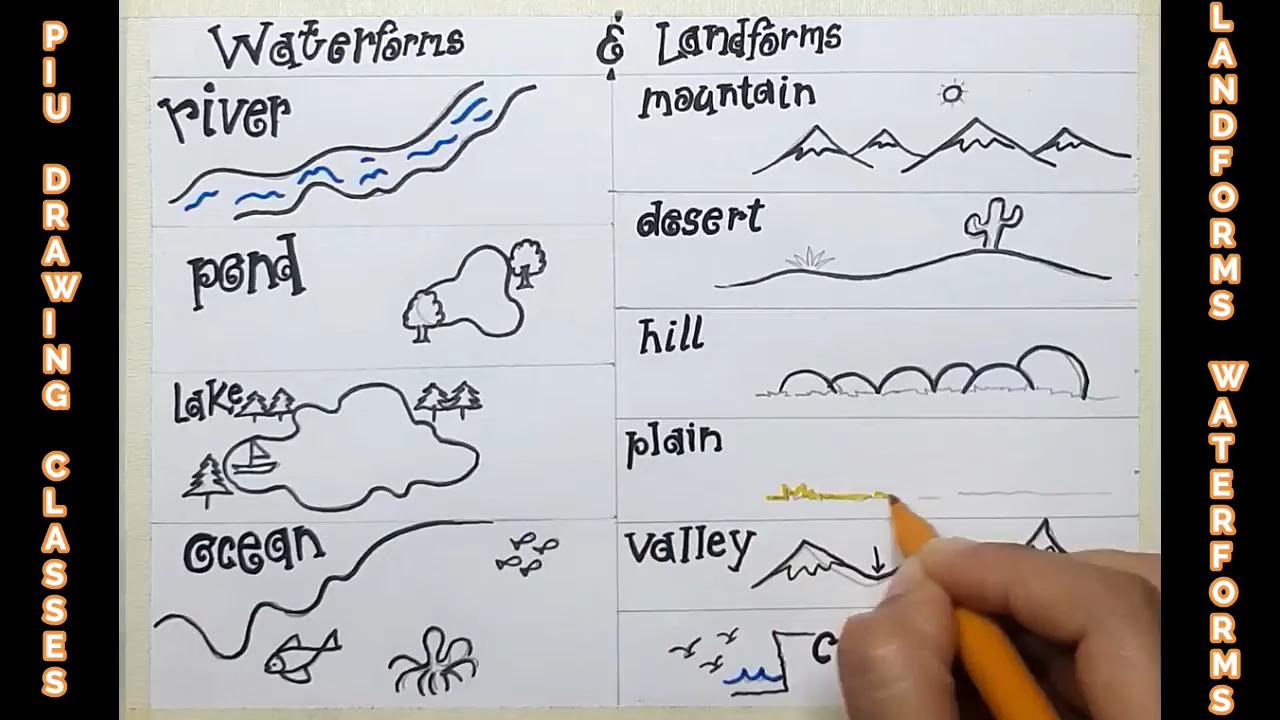 PIU DRAWING CLASSES
Waterforms & Landforms
river
pond
Lake
ocean
mountain
desert
hill
plain
valley
LANDFORMS WATERFORMS